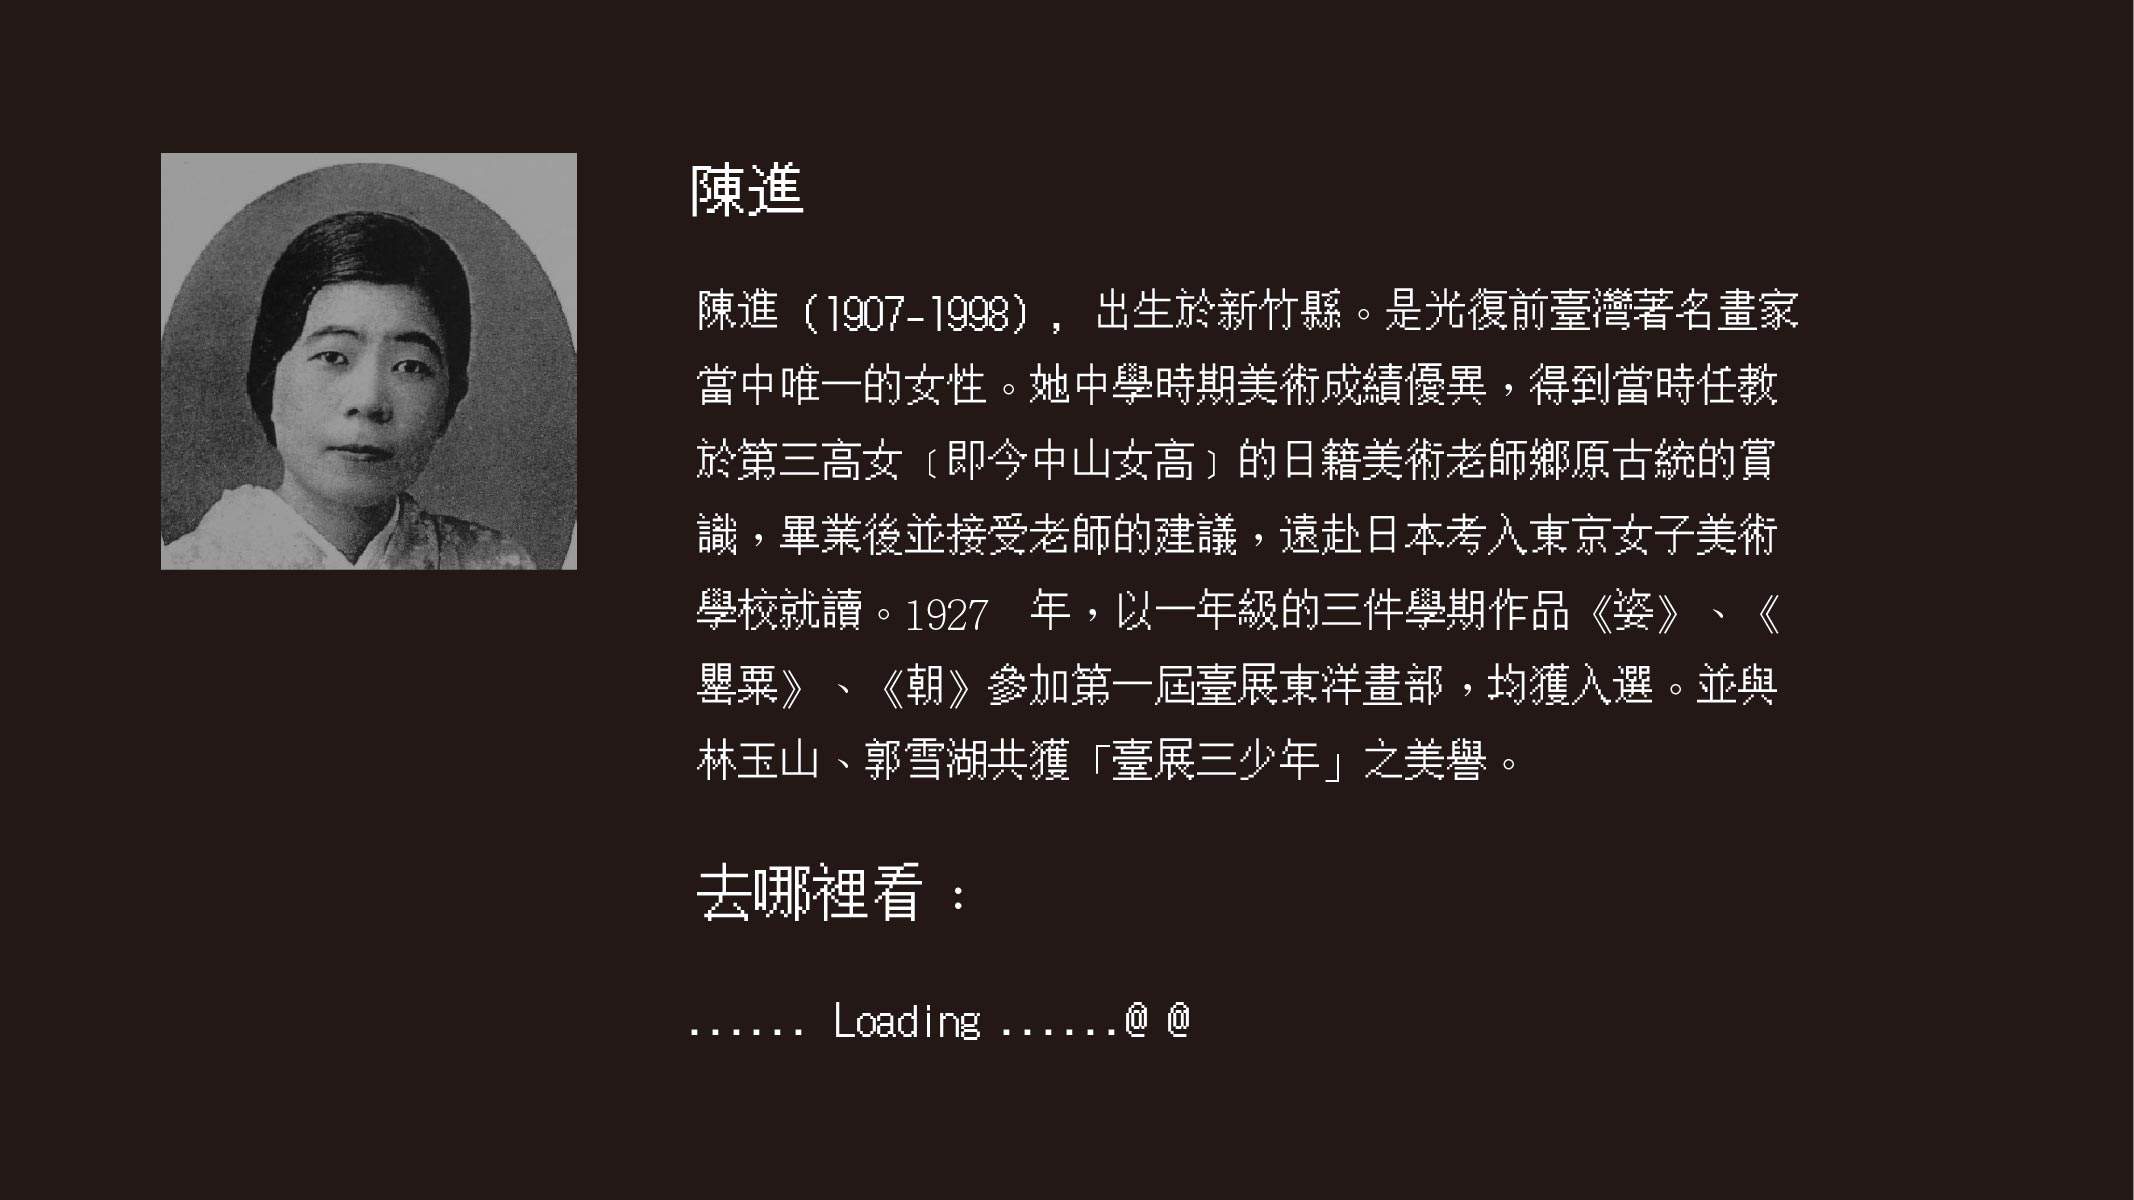 陳進
陳進 (1907-1998), 出生於新竹縣。是光復前臺灣著名畫家
當中唯一的女性。她中學時期美術成績優異，得到當時任教
於第三高女﹝即今中山女高﹞的日籍美術老師鄉原古統的賞
識，畢業後並接受老師的建議，遠赴日本考入東京女子美術
學校就讀。1927 年，以一年級的三件學期作品《姿》、《
罌粟》、《朝》參加第一屆臺展東洋畫部，均獲入選。並與
林玉山、郭雪湖共獲「臺展三少年」之美譽。
去哪裡看：
...... Loading ......@ @